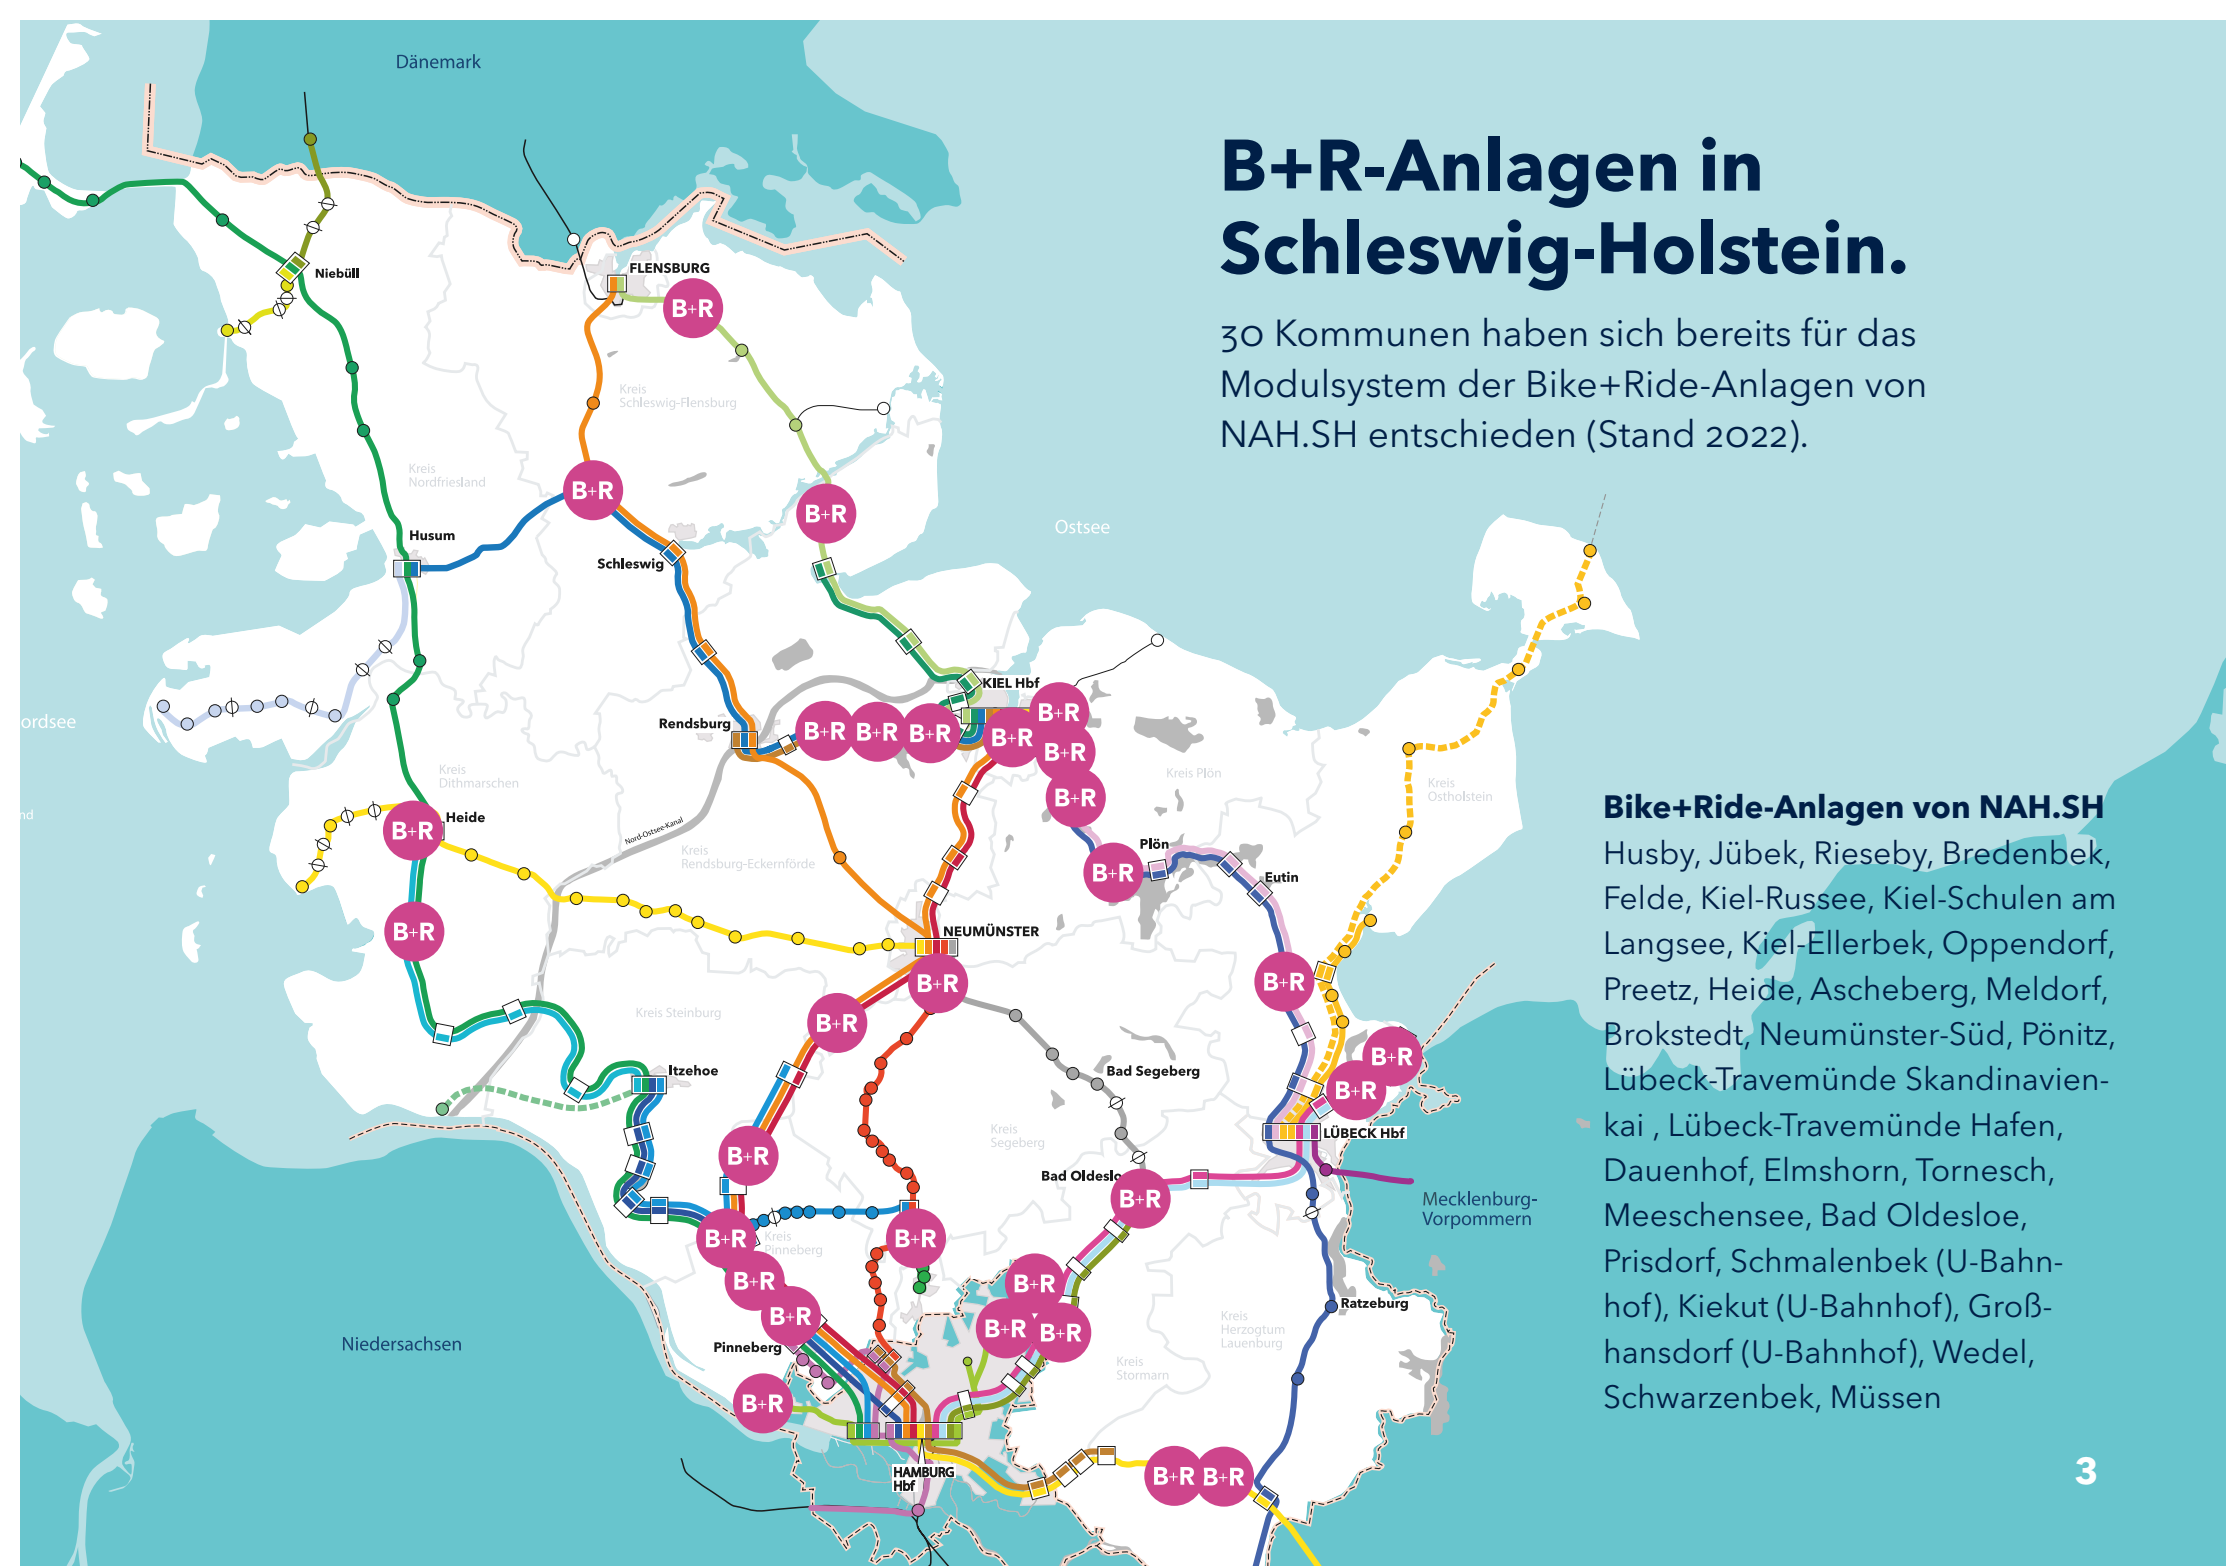 Dänemark
B+R-Anlagen in
Schleswig-Holstein.
30 Kommunen haben sich bereits für das
Modulsystem der Bike+Ride-Anlagen von
NAH.SH entschieden (Stand 2022).
Niebüll
FLENSBURG
B+R
Kreis
Schleswig-Flensburg
Kreis
Nordfriesland
B+R
B+R
Ostsee
Husum
Schleswig
KIEL Hbf
ordsee
Rendsburg
B+R
B+R
B+R
B+R
B+R
B+R
B+R
Kreis
Dithmarschen
Kreis Plön
Kreis
Ostholstein
nd
Heide
B+R
Nord-Ostsee-Kanal
Kreis
Rendsburg-Eckernförde
Plön
B+R
Eutin
B+R
NEUMÜNSTER
B+R
B+R
Kreis Steinburg
B+R
B+R
B+R
Itzehoe
Bad Segeberg
Kreis
Segeberg
LÜBECK Hbf
B+R
Bad Oldeslo
B+R
Mecklenburg-
Vorpommern
B+R
Kreis
Pinneberg
B+R
B+R
B+R
B+R
B+R
B+R
Pinneberg
Ratzeburg
Kreis
Herzogtum
Lauenburg
Kreis
Stormarn
Niedersachsen
B+R
HAMBURG
Hbf
B+R
B+R
Bike+Ride-Anlagen von NAH.SH
Husby, Jübek, Rieseby, Bredenbek,
Felde, Kiel-Russee, Kiel-Schulen am
Langsee, Kiel-Ellerbek, Oppendorf,
Preetz, Heide, Ascheberg, Meldorf,
Brokstedt, Neumünster-Süd, Pönitz,
Lübeck-Travemünde Skandinavien-
kai , Lübeck-Travemünde Hafen,
Dauenhof, Elmshorn, Tornesch,
Meeschensee, Bad Oldesloe,
Prisdorf, Schmalenbek (U-Bahn-
hof), Kiekut (U-Bahnhof), Groß-
hansdorf (U-Bahnhof), Wedel,
Schwarzenbek, Müssen
3